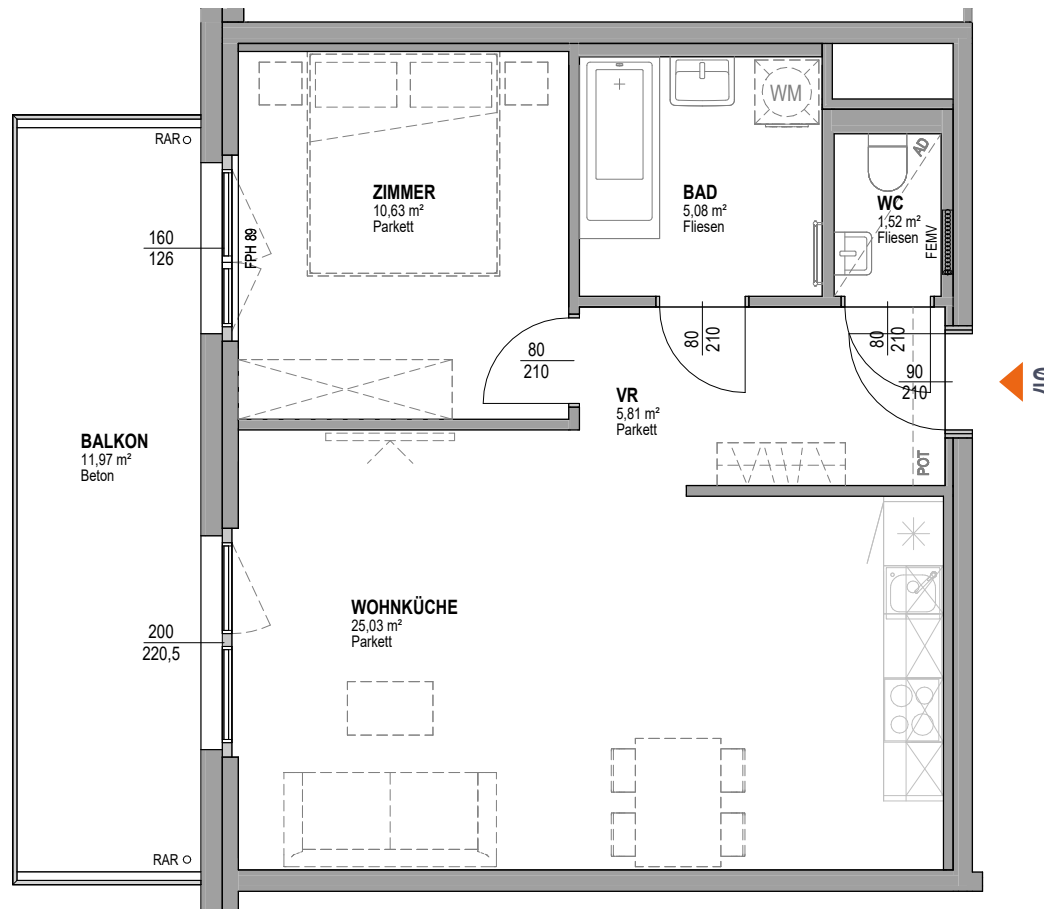 RAR
ZIMMER
10,63 m²
Parkett
160
126
FPH 89
BAD
5,08 m²
Fliesen
WM
WC
1,52 m²
Fliesen
AD
FEMV
80
210
80
210
80
210
90
210
VR
5,81 m²
Parkett
POT
BALKON
11,97 m²
Beton
WOHNKÜCHE
25,03 m²
Parkett
200
220,5
RAR